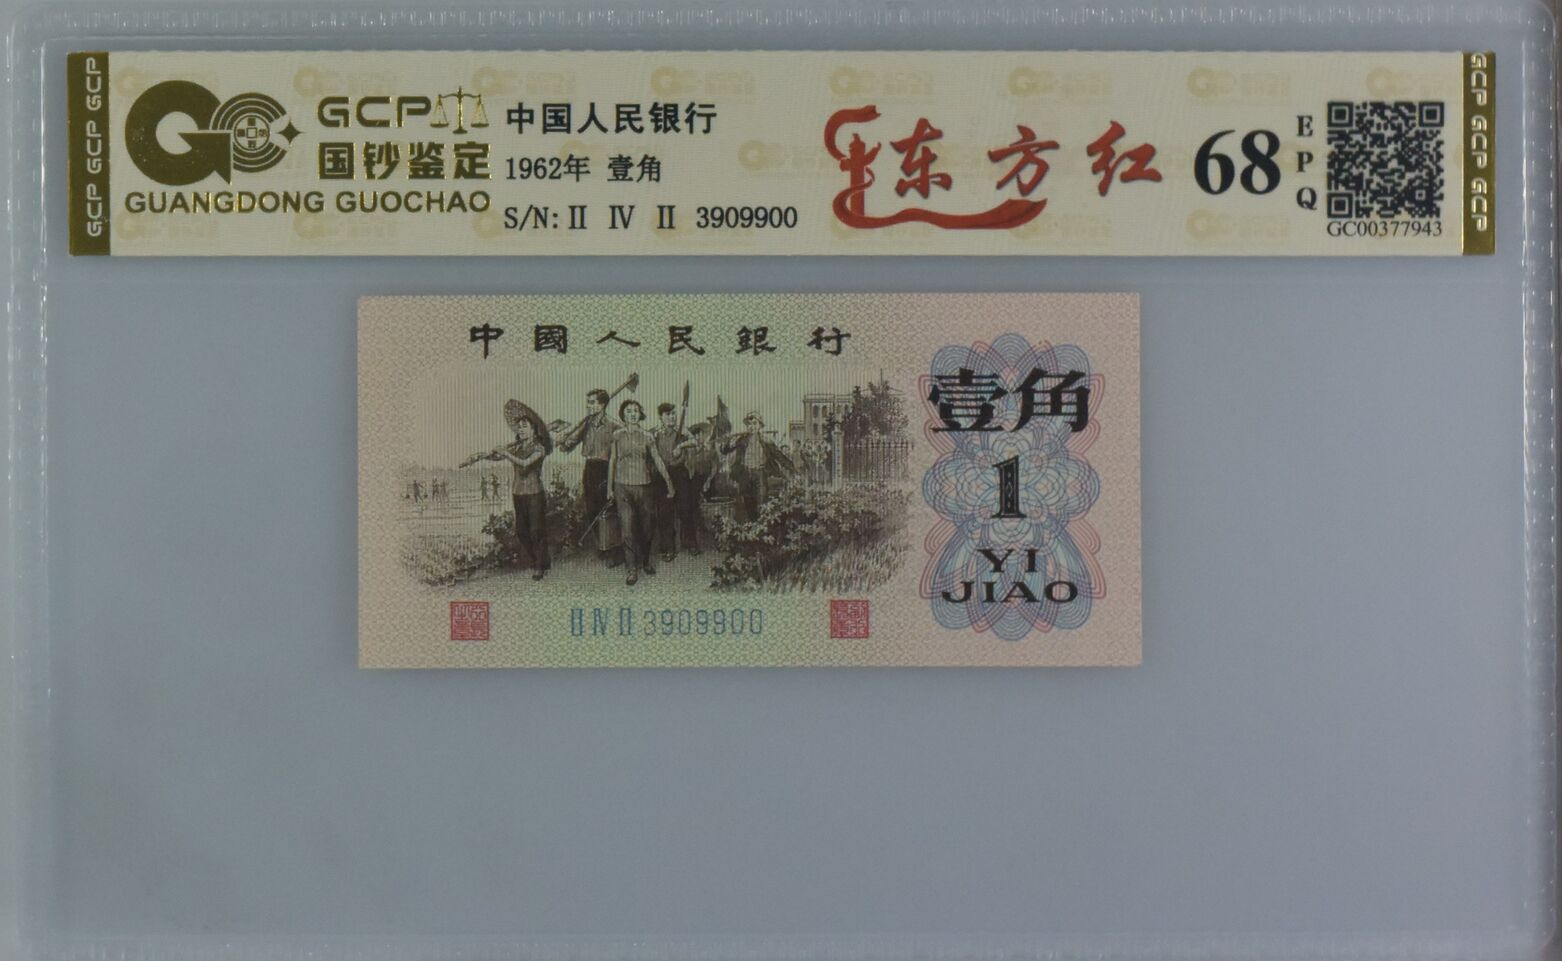 GCP GCP GCP
GCP
国钞鉴定
GUANGDONG GUOCHAO
中国人民银行
1962年 壹角
S/N: II IV II 3909900
东方红
68
EPQ
GC00377943
GCP GCP GCP
中國人民銀行
壹角
1
YI
JIAO
II IV II 3909900